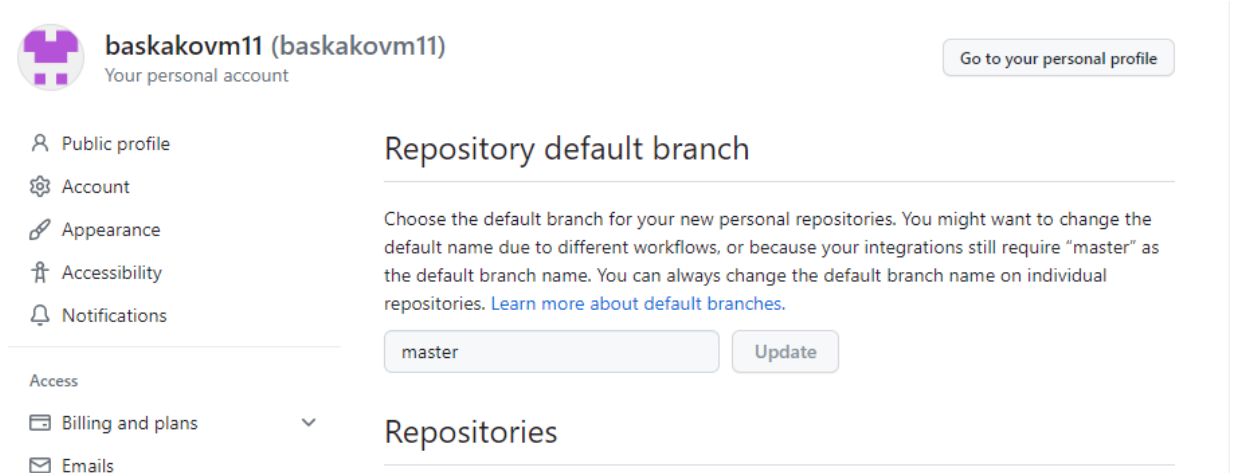 baskakovm11 (baskakovm11)
Your personal account
Go to your personal profile
Public profile
Account
Appearance
Accessibility
Notifications
Access
Billing and plans
Emails
Repository default branch
Choose the default branch for your new personal repositories. You might want to change the
default name due to different workflows, or because your integrations still require “master” as
the default branch name. You can always change the default branch name on individual
repositories. Learn more about default branches.
master
Update
Repositories